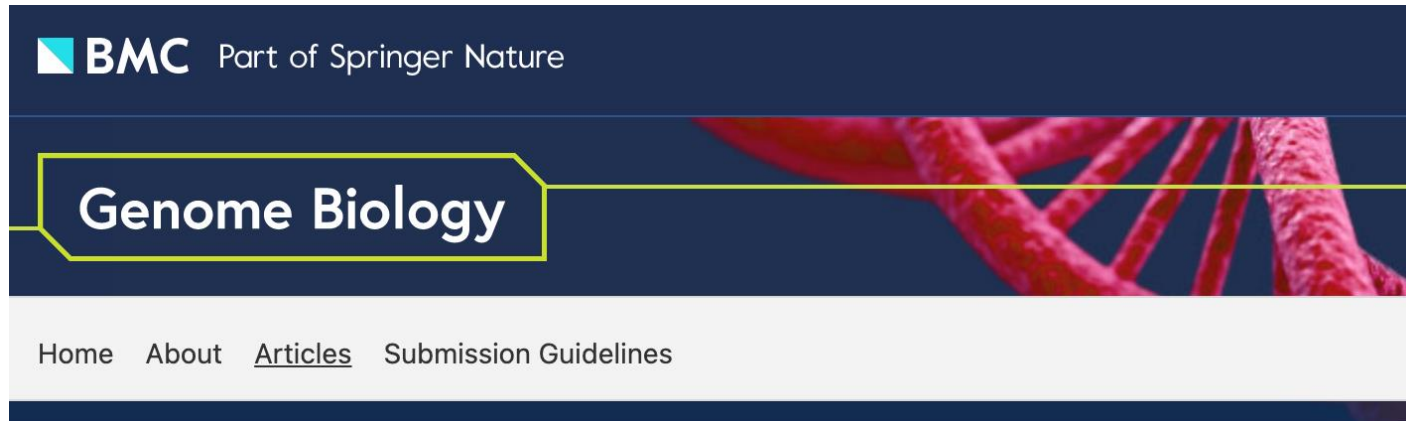 BMC Part of Springer Nature
Genome Biology
Home About Articles Submission Guidelines